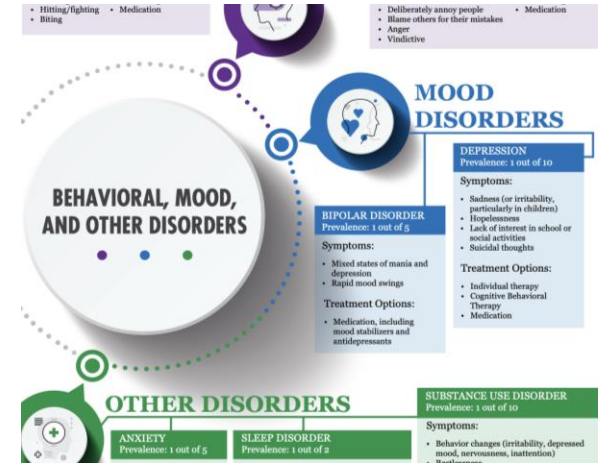 • Hitting/fighting
• Biting
• Medication
• Deliberately annoy people
• Blame others for their mistakes
• Anger
• Vindictive
• Medication
MOOD
DISORDERS
BEHAVIORAL, MOOD,
AND OTHER DISORDERS
BIPOLAR DISORDER
Prevalence: 1 out of 5
Symptoms:
• Mixed states of mania and
depression
• Rapid mood swings
Treatment Options:
• Medication, including
mood stabilizers and
antidepressants
DEPRESSION
Prevalence: 1 out of 10
Symptoms:
• Sadness (or irritability,
particularly in children)
• Hopelessness
• Lack of interest in school or
social activities
• Suicidal thoughts
Treatment Options:
• Individual therapy
• Cognitive Behavioral
Therapy
• Medication
OTHER DISORDERS
ANXIETY
Prevalence: 1 out of 5
SLEEP DISORDER
Prevalence: 1 out of 2
SUBSTANCE USE DISORDER
Prevalence: 1 out of 10
Symptoms:
• Behavior changes (irritability, depressed
mood, nervousness, inattention)